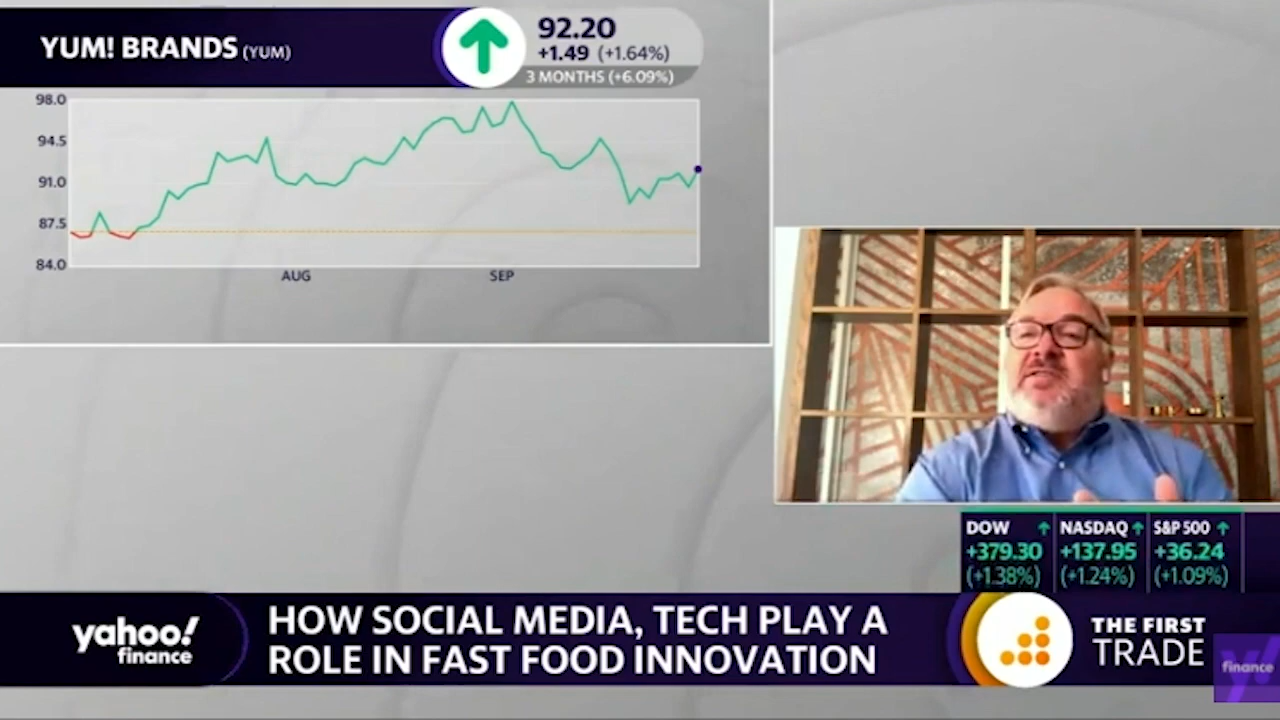 YUM! BRANDS (YUM)
92.20
+1.49 (+1.64%)
3 MONTHS (+6.09%)
98.0
94.5
91.0
87.5
84.0
AUG SEP
DOW NASDAQ S&P 500
+379.30 +137.95 +36.24
(+1.38%) (+1.24%) (+1.09%)
yahoo!
finance
HOW SOCIAL MEDIA, TECH PLAY A
ROLE IN FAST FOOD INNOVATION
THE FIRST
TRADE
y!
finance